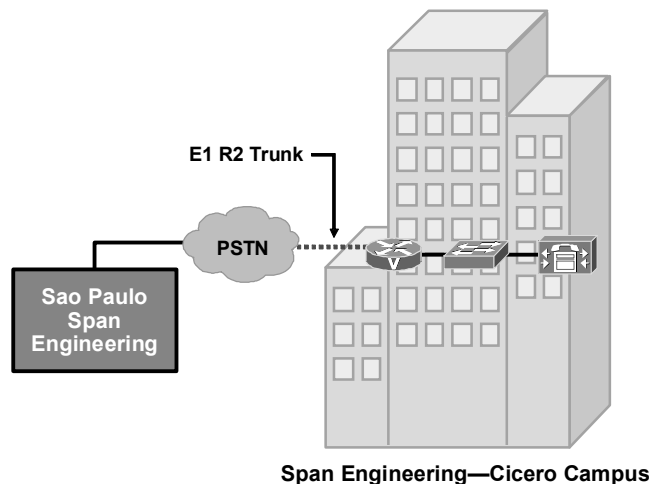 E1 R2 Trunk
PSTN
Sao Paulo
Span
Engineering
V
Span Engineering—Cicero Campus